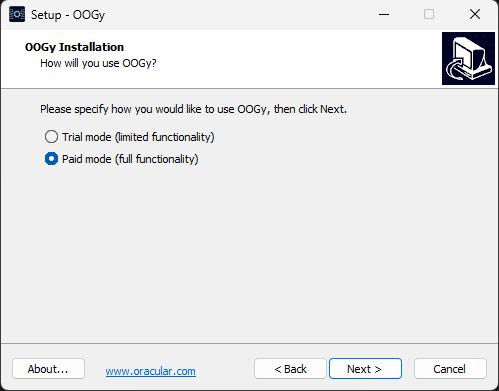 Setup - OOGy
OOGy Installation
How will you use OOGy?
Please specify how you would like to use OOGy, then click Next.
Trial mode (limited functionality)
Paid mode (full functionality)
About...
www.oracular.com
< Back
Next >
Cancel